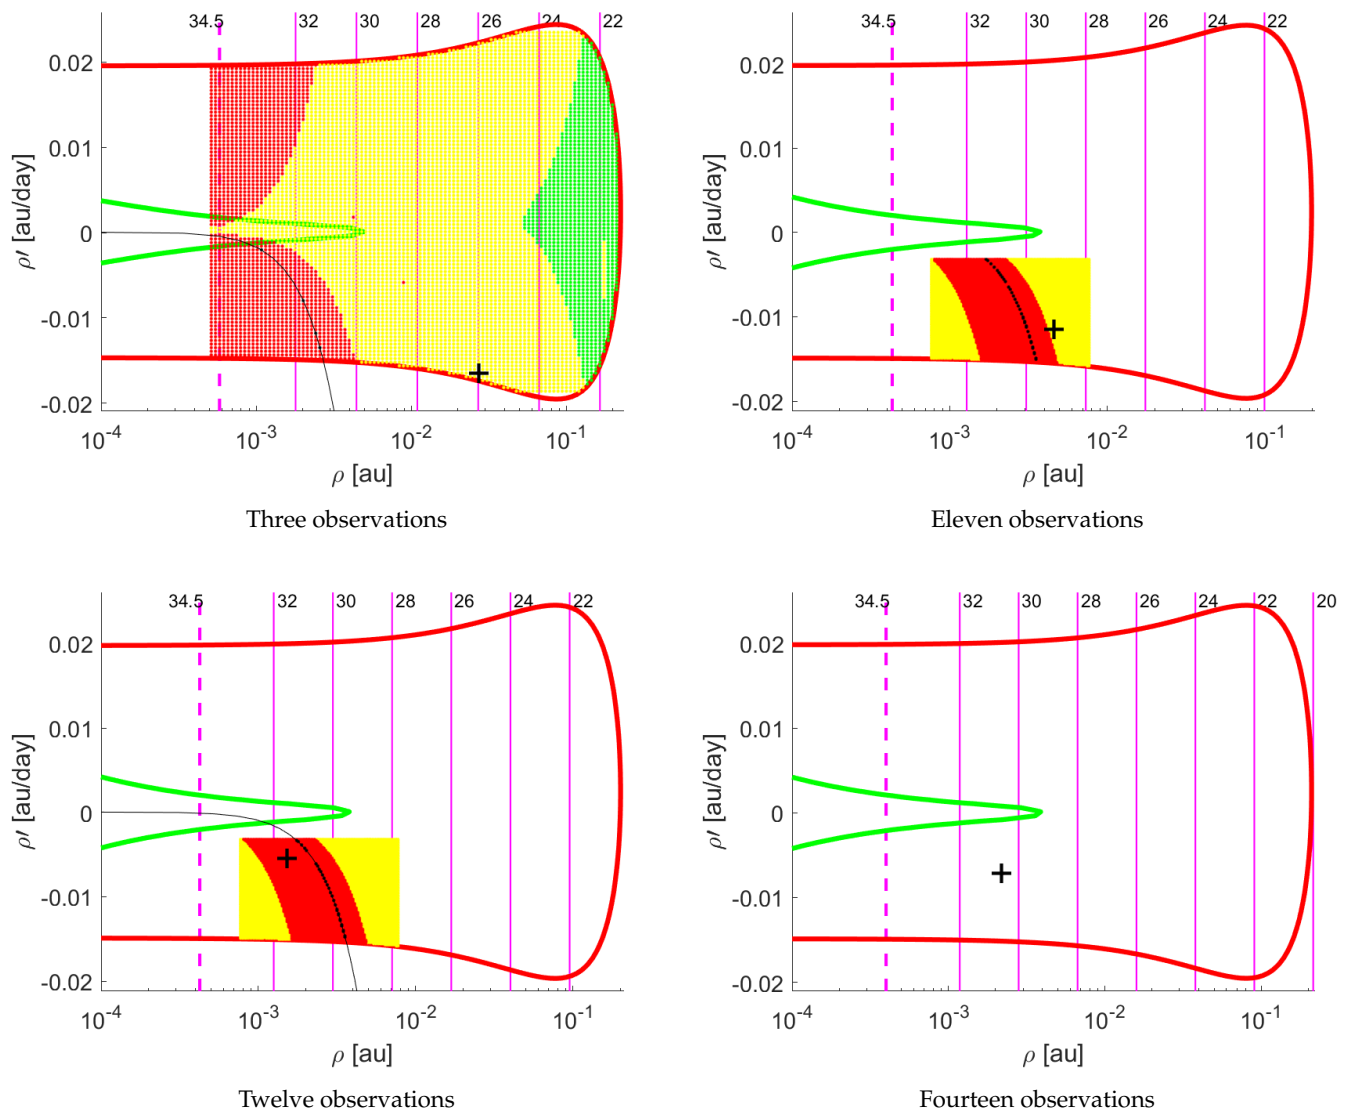 34.5 32 30 28 26 24 22
0.02
0.01
0
-0.01
-0.02
ρ′ [au/day]
10^-4 10^-3 10^-2 10^-1
ρ [au]
Three observations
34.5 32 30 28 26 24 22
0.02
0.01
0
-0.01
-0.02
ρ′ [au/day]
10^-4 10^-3 10^-2 10^-1
ρ [au]
Eleven observations
34.5 32 30 28 26 24 22
0.02
0.01
0
-0.01
-0.02
ρ′ [au/day]
10^-4 10^-3 10^-2 10^-1
ρ [au]
Twelve observations
34.5 32 30 28 26 24 22 20
0.02
0.01
0
-0.01
-0.02
ρ′ [au/day]
10^-4 10^-3 10^-2 10^-1
ρ [au]
Fourteen observations